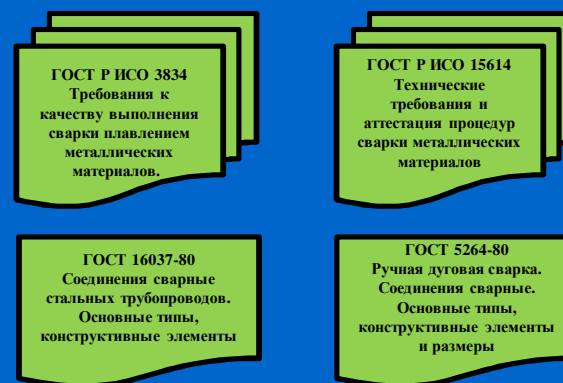 ГОСТ Р ИСО 3834
Требования к
качеству выполнения
сварки плавлением
металлических
материалов.
ГОСТ Р ИСО 15614
Технические
требования и
аттестация процедур
сварки металлических
материалов
ГОСТ 16037-80
Соединения сварные
стальных трубопроводов.
Основные типы,
конструктивные элементы
ГОСТ 5264-80
Ручная дуговая сварка.
Соединения сварные.
Основные типы,
конструктивные элементы
и размеры